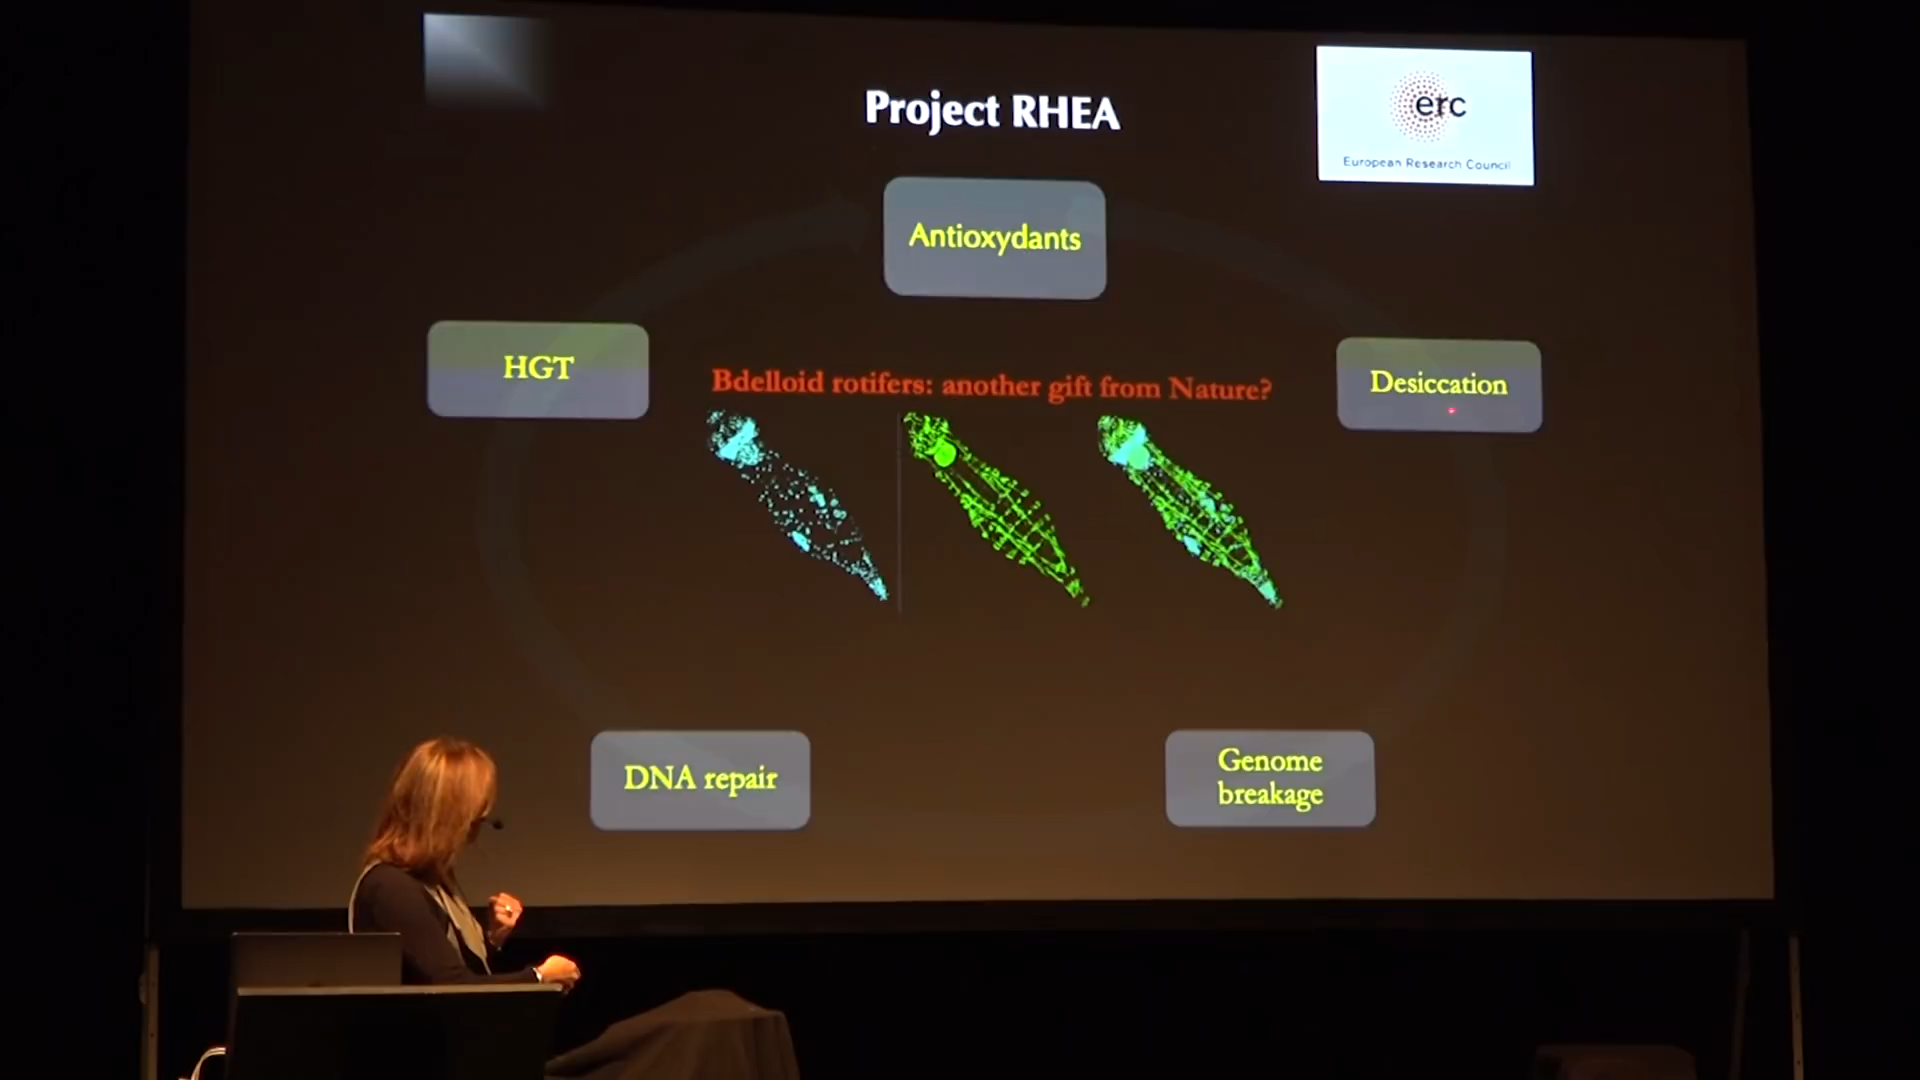 Project RHEA
erc
European Research Council
Antioxydants
HGT
Bdelloid rotifers: another gift from Nature?
Desiccation
DNA repair
Genome
breakage